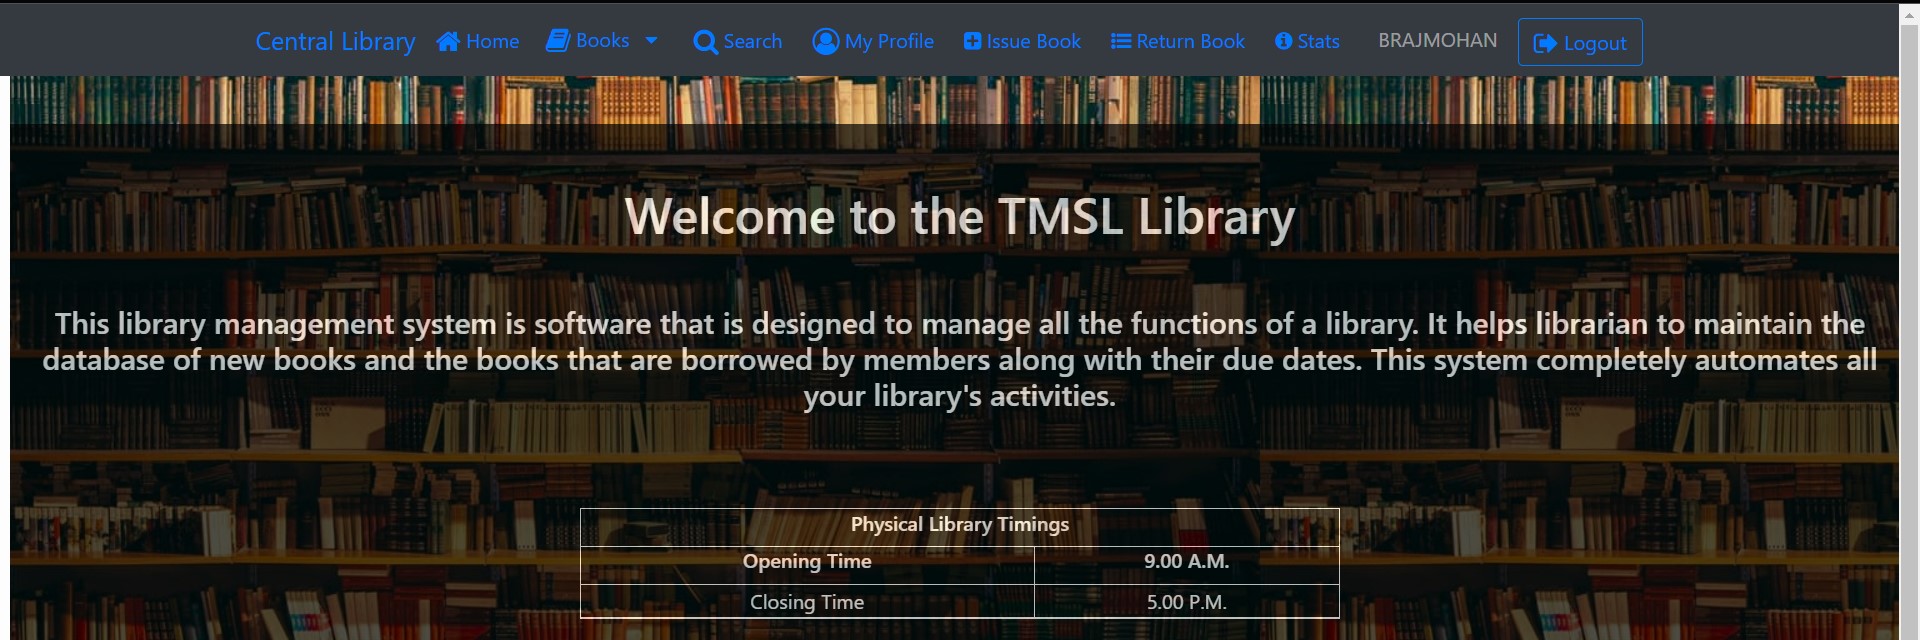 Central Library Home Books Search My Profile Issue Book Return Book Stats BRAJMOHAN Logout
Welcome to the TMSL Library
This library management system is software that is designed to manage all the functions of a library. It helps librarian to maintain the
database of new books and the books that are borrowed by members along with their due dates. This system completely automates all
your library's activities.
Physical Library Timings
Opening Time 9.00 A.M.
Closing Time 5.00 P.M.